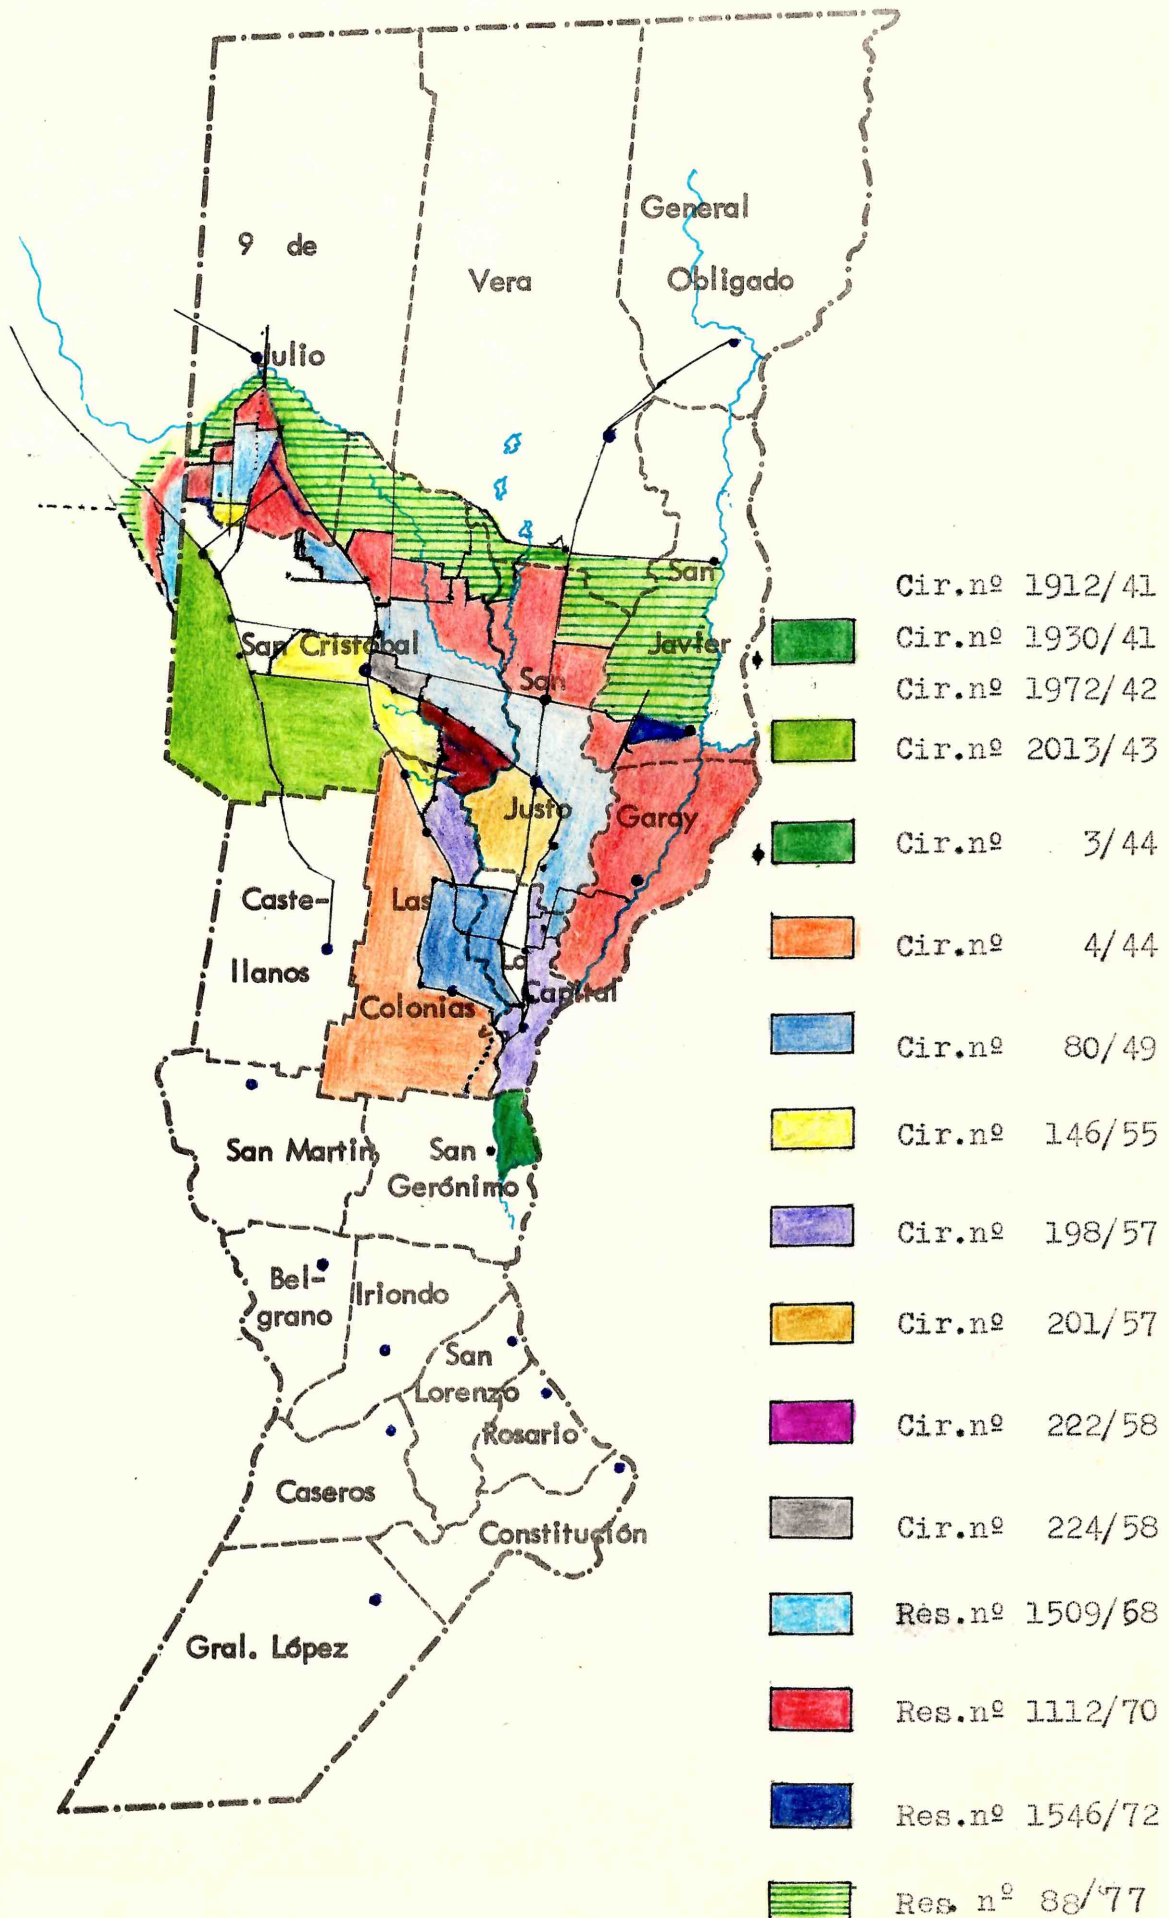 General
9 de
Vera
Obligado
Julio
San
Javier
San Cristobal
San
Justo
Garay
Caste-
Las
llanos
La
Capital
Colonias
San Martin
San
Gerónimo
Bel-
grano
Iriondo
San
Lorenzo
Rosario
Caseros
Constitución
Gral. López
Cir.nº 1912/41
Cir.nº 1930/41
Cir.nº 1972/42
Cir.nº 2013/43
Cir.nº 3/44
Cir.nº 4/44
Cir.nº 80/49
Cir.nº 146/55
Cir.nº 198/57
Cir.nº 201/57
Cir.nº 222/58
Cir.nº 224/58
Res.nº 1509/68
Res.nº 1112/70
Res.nº 1546/72
Res. nº 88/77